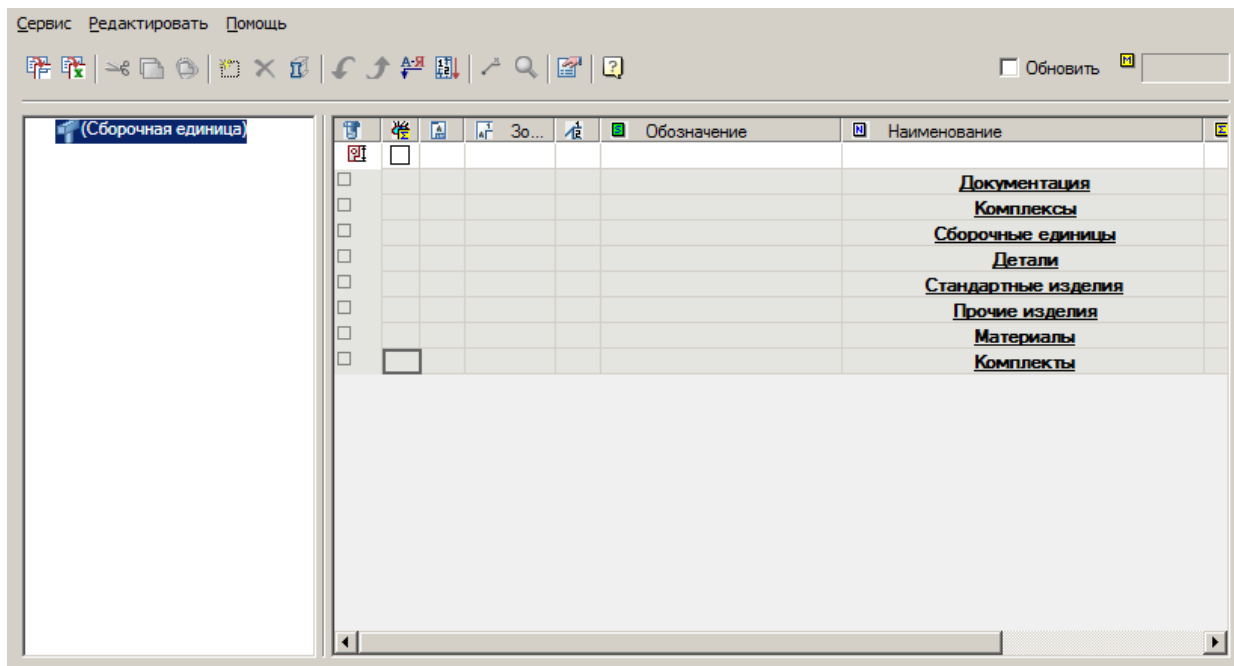 Сервис Редактировать Помощь
Обновить
(Сборочная единица)
Зо... Обозначение Наименование
Документация
Комплексы
Сборочные единицы
Детали
Стандартные изделия
Прочие изделия
Материалы
Комплекты